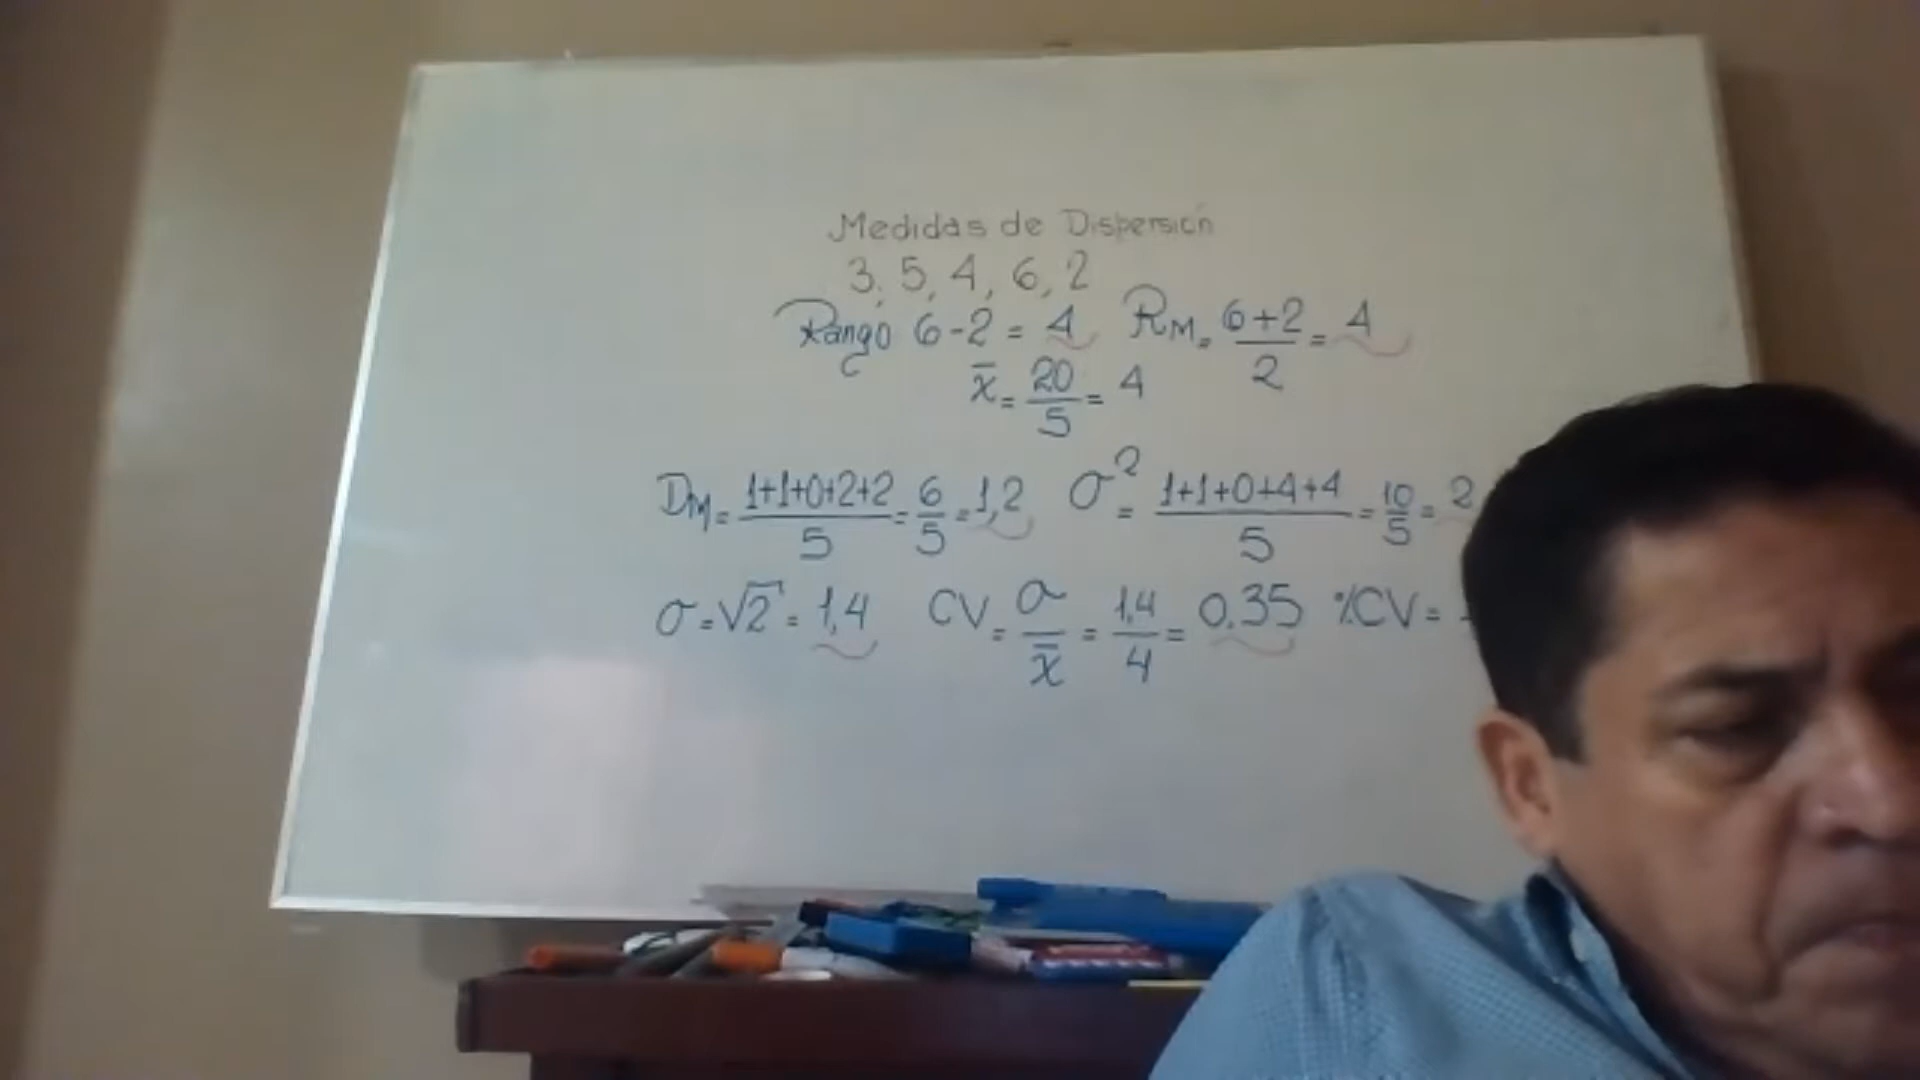 Medidas de Dispersión
3, 5, 4, 6, 2
Rango 6-2 = 4 RM = 6+2/2 = 4
x̄ = 20/5 = 4
DM = 1+1+0+2+2/5 = 6/5 = 1,2 σ² = 1+1+0+4+4/5 = 10/5 = 2
σ = √2 = 1,4 CV = σ/x̄ = 1,4/4 = 0,35 %CV =